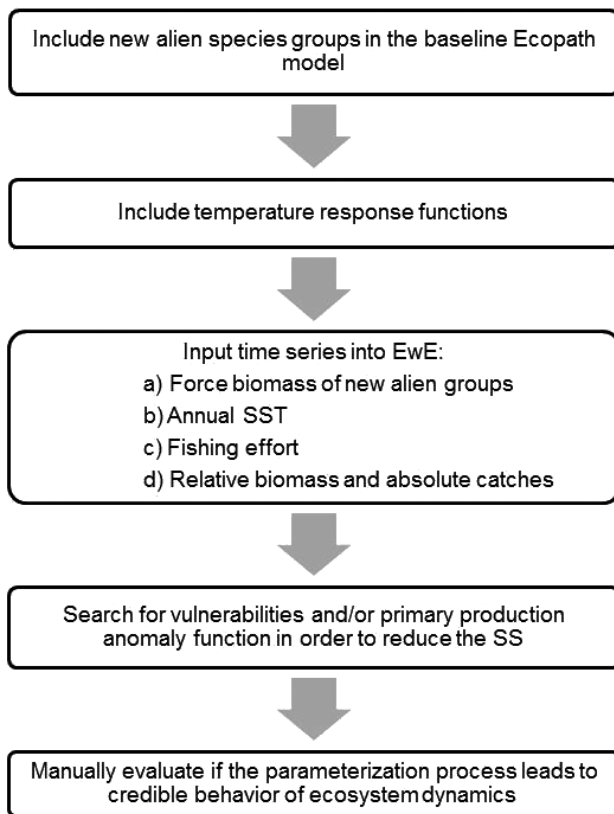 Include new alien species groups in the baseline Ecopath
model
Include temperature response functions
Input time series into EwE:
a) Force biomass of new alien groups
b) Annual SST
c) Fishing effort
d) Relative biomass and absolute catches
Search for vulnerabilities and/or primary production
anomaly function in order to reduce the SS
Manually evaluate if the parameterization process leads to
credible behavior of ecosystem dynamics